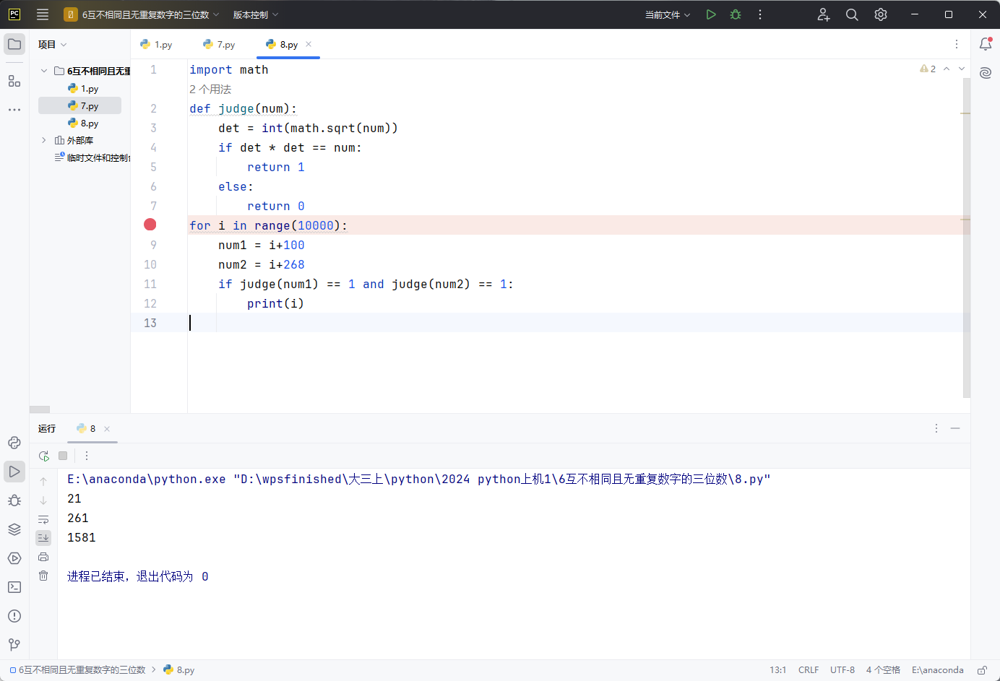 PC 6互不相同且无重复数字的三位数 版本控制 当前文件
项目
6互不相同且无重
1.py
7.py
8.py
外部库
临时文件和控制
1.py 7.py 8.py
2
1 import math
2 个用法
2 def judge(num):
3 det = int(math.sqrt(num))
4 if det * det == num:
5 return 1
6 else:
7 return 0
for i in range(10000):
9 num1 = i+100
10 num2 = i+268
11 if judge(num1) == 1 and judge(num2) == 1:
12 print(i)
13
运行 8
E:\anaconda\python.exe "D:\wpsfinished\大三上\python\2024 python上机1\6互不相同且无重复数字的三位数\8.py"
21
261
1581
进程已结束，退出代码为 0
6互不相同且无重复数字的三位数 8.py 13:1 CRLF UTF-8 4 个空格 E:\anaconda